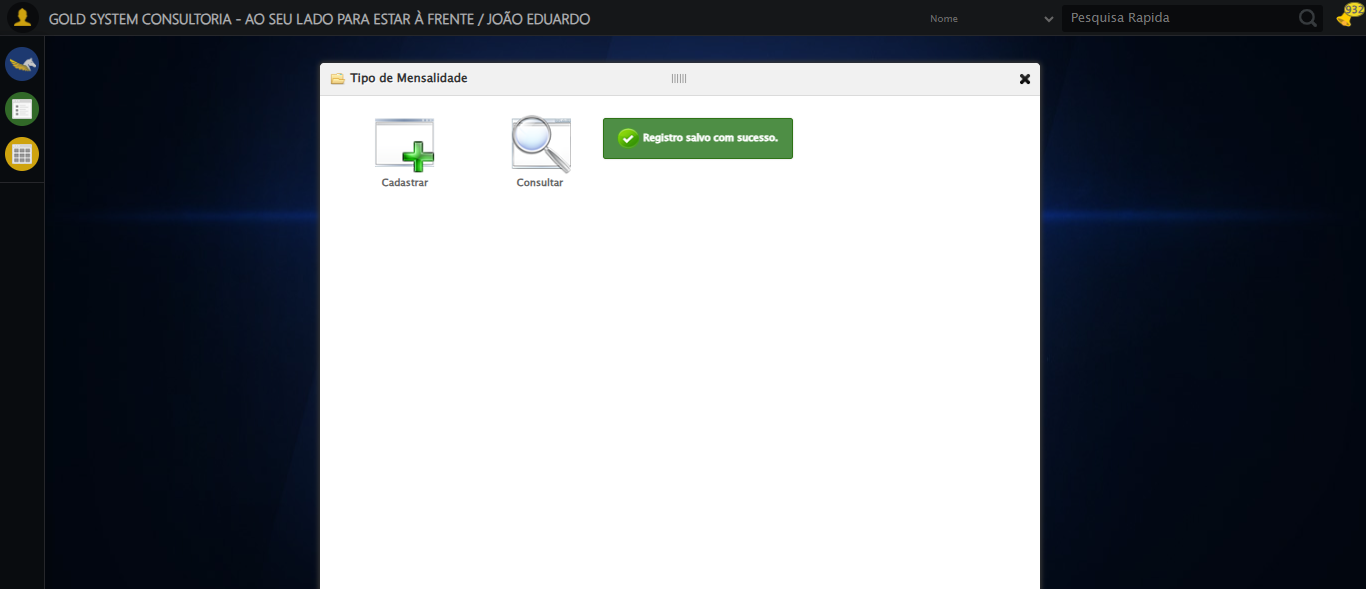 GOLD SYSTEM CONSULTORIA - AO SEU LADO PARA ESTAR À FRENTE / JOÃO EDUARDO
Nome
Pesquisa Rapida
932
Tipo de Mensalidade
Registro salvo com sucesso.
Cadastrar
Consultar